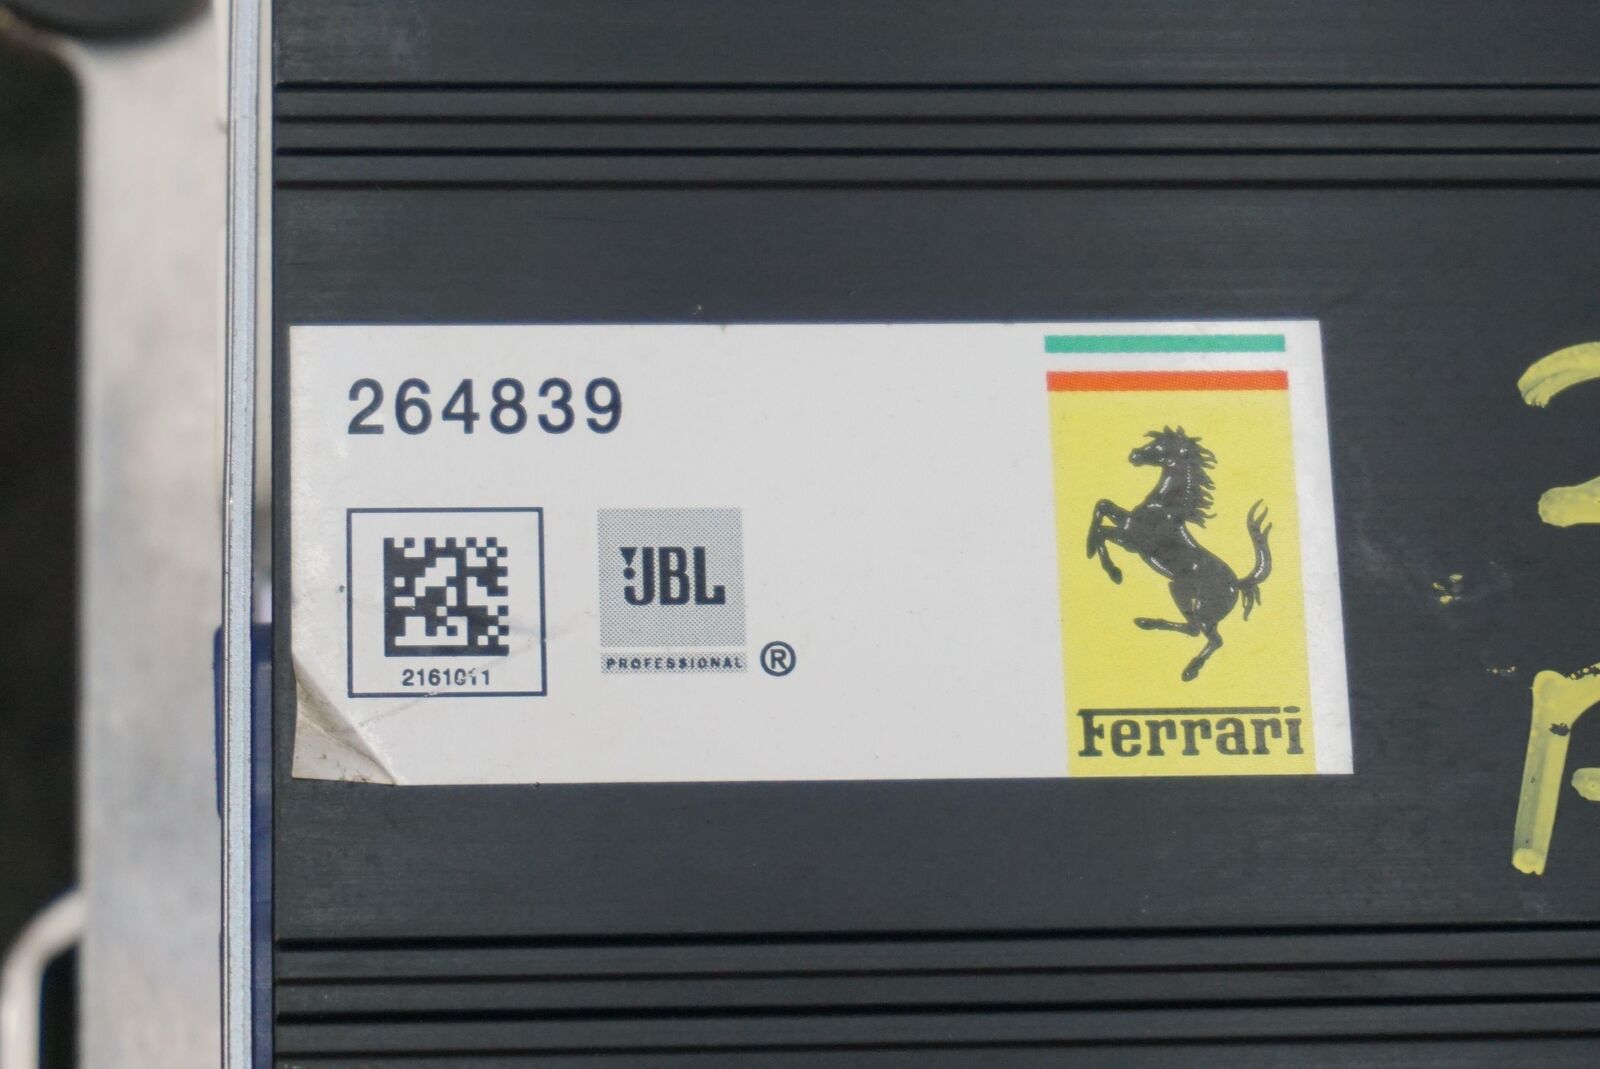 264839
2161011
JBL
PROFESSIONAL ®
Ferrari